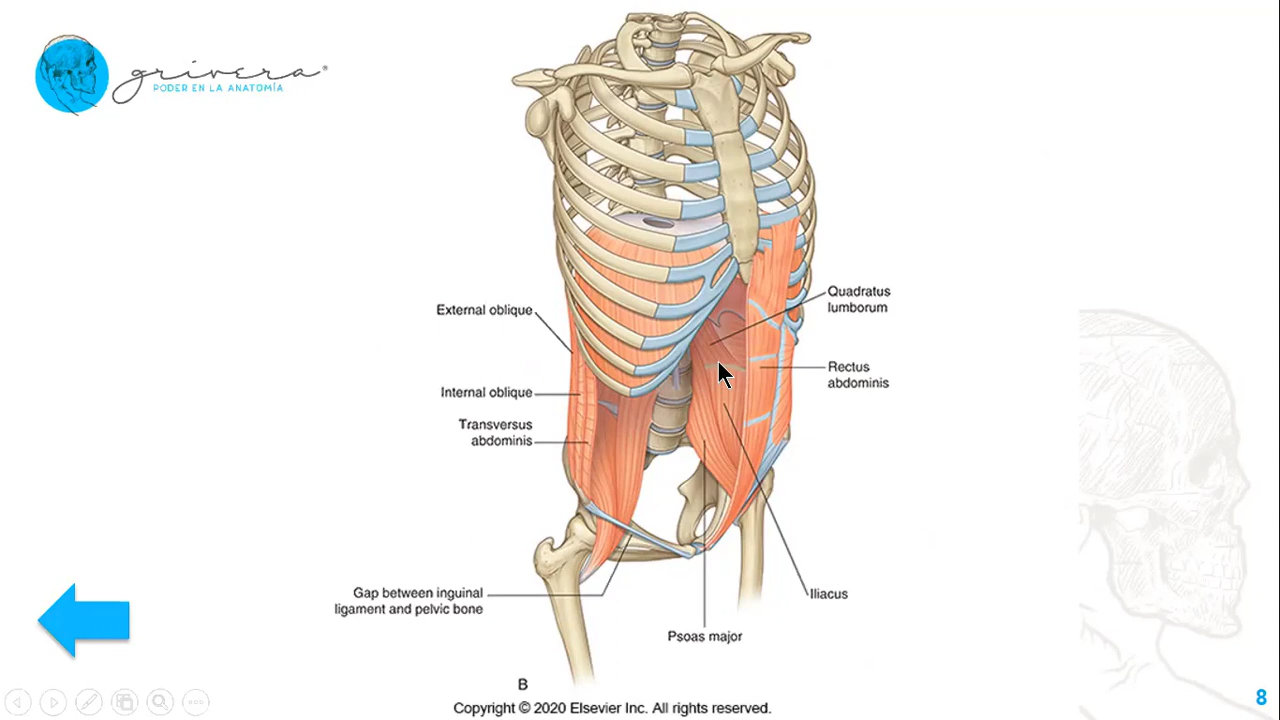 grivera®
PODER EN LA ANATOMÍA
External oblique
Internal oblique
Transversus
abdominis
Quadratus
lumborum
Rectus
abdominis
Gap between inguinal
ligament and pelvic bone
Iliacus
Psoas major
B
Copyright © 2020 Elsevier Inc. All rights reserved.
8